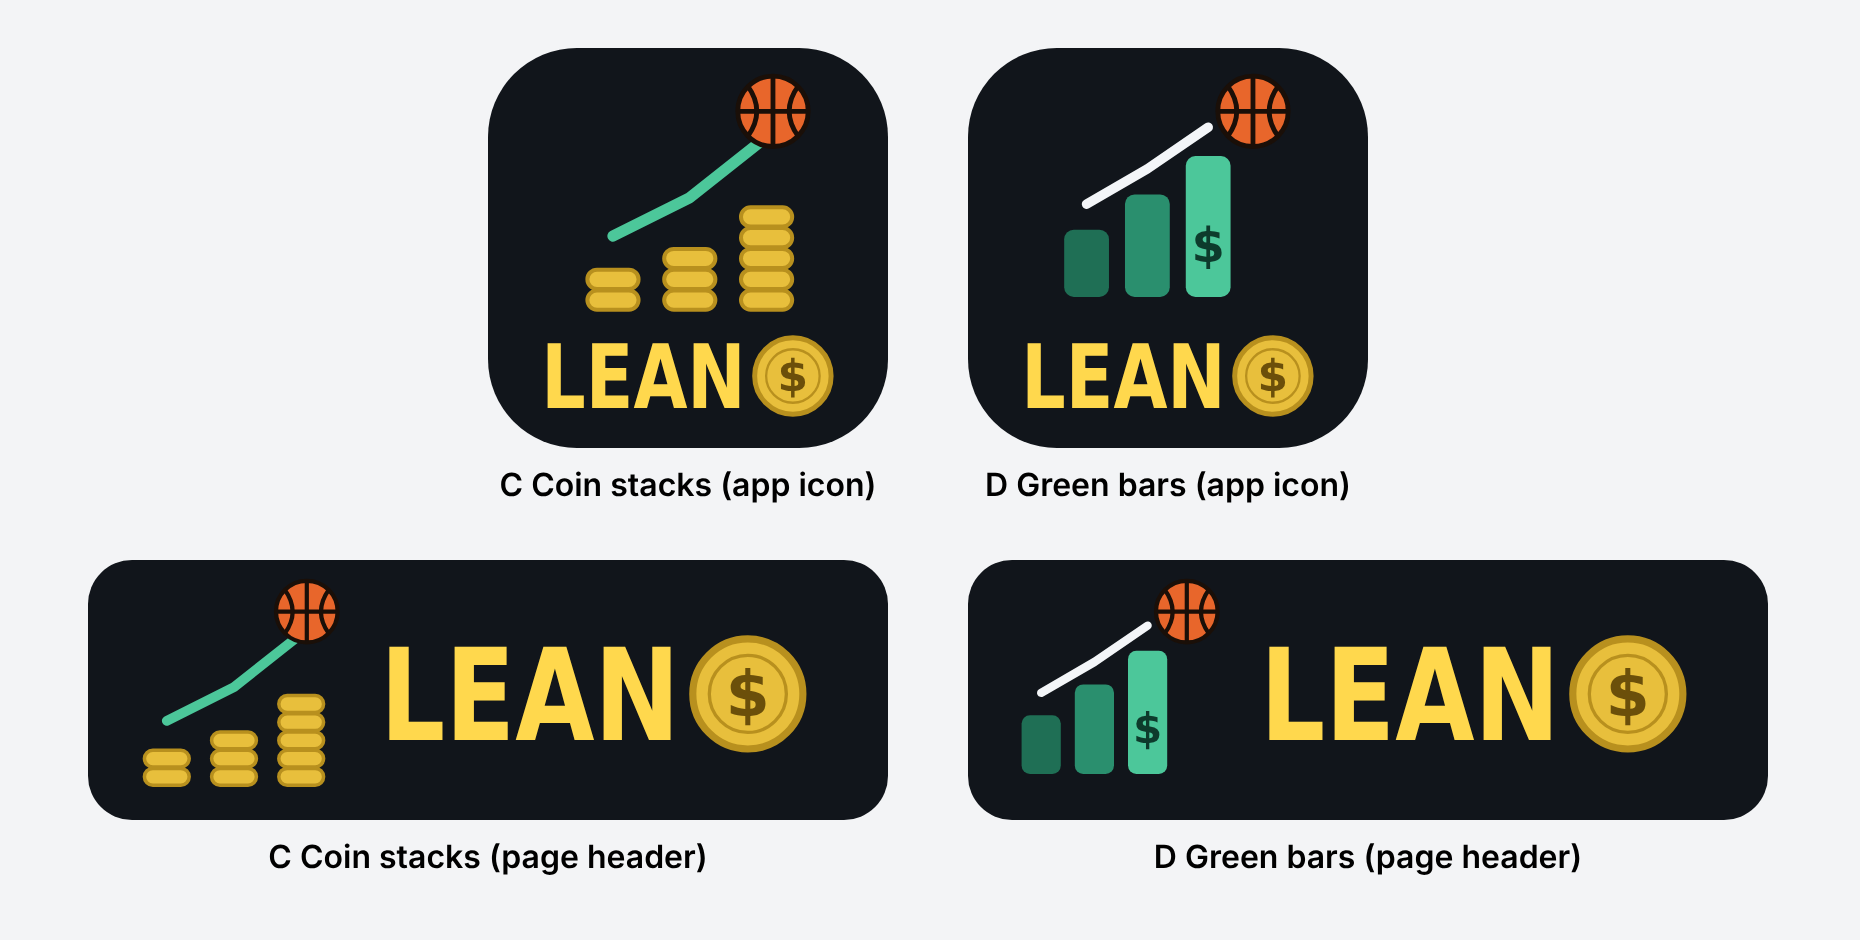 LEAN$
C Coin stacks (app icon)
$
LEAN$
D Green bars (app icon)
LEAN$
C Coin stacks (page header)
$
LEAN$
D Green bars (page header)